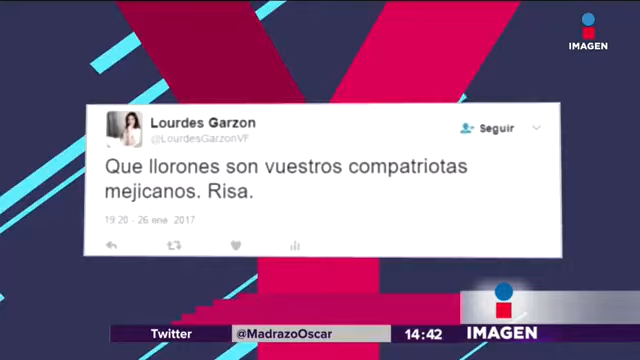 IMAGEN
Lourdes Garzon
@LourdesGarzonVF
Seguir
Que llorones son vuestros compatriotas
mejicanos. Risa.
19:20 - 26 ene. 2017
Twitter
@MadrazoOscar
14:42
IMAGEN